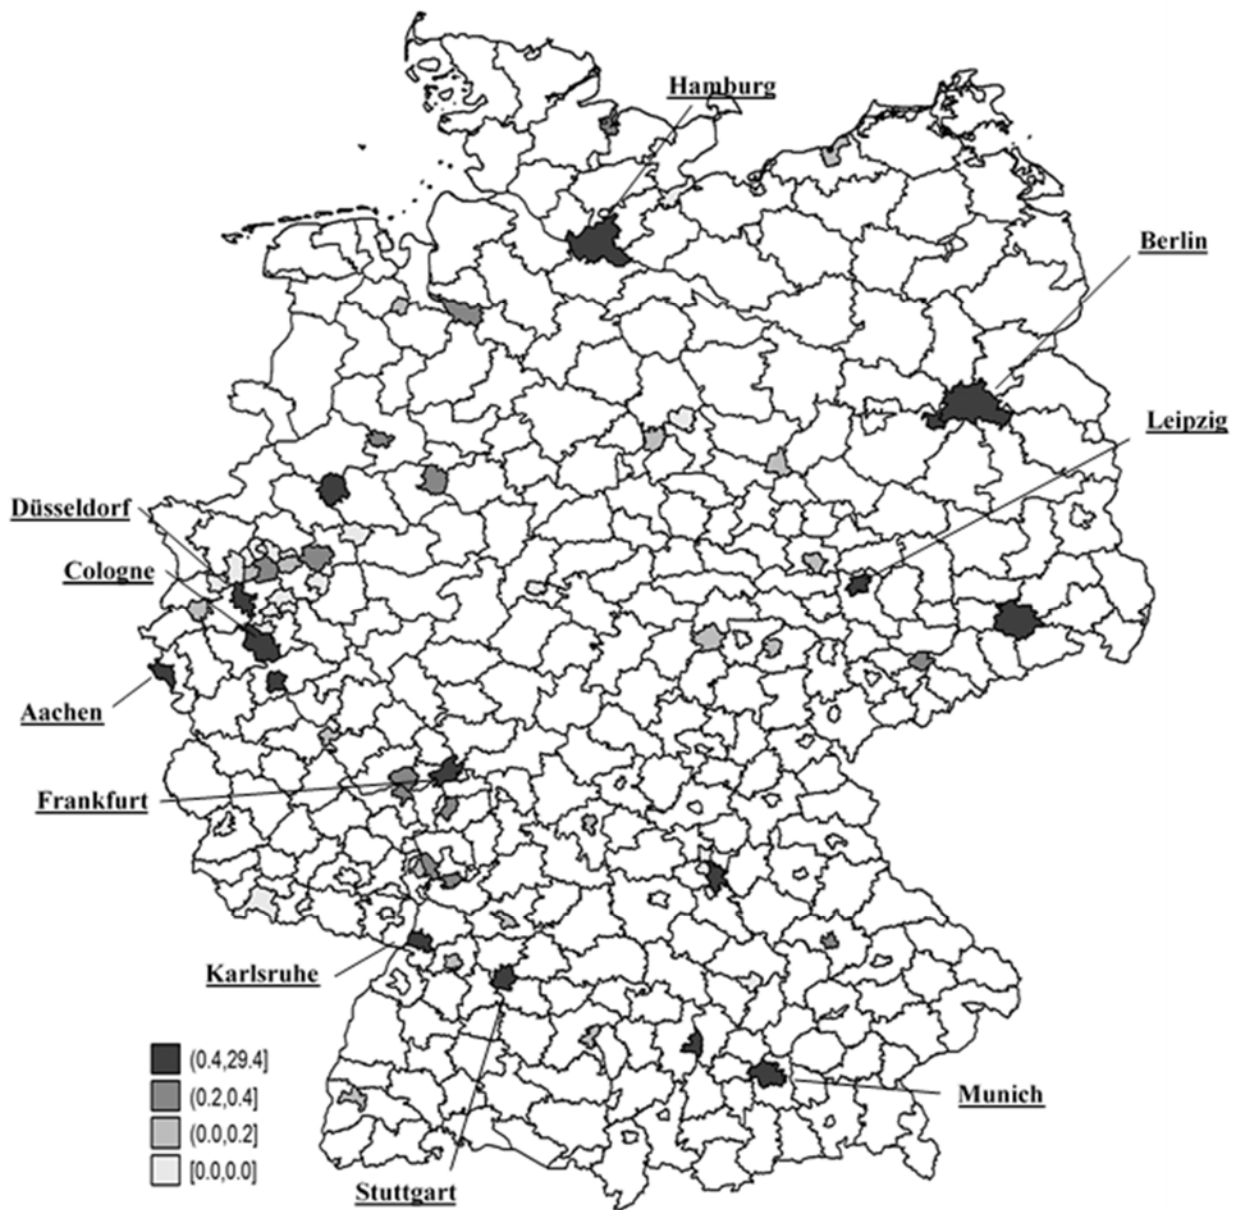 Hamburg
Berlin
Leipzig
Düsseldorf
Cologne
Aachen
Frankfurt
Karlsruhe
(0.4,29.4]
(0.2,0.4]
(0.0,0.2]
[0.0,0.0]
Munich
Stuttgart